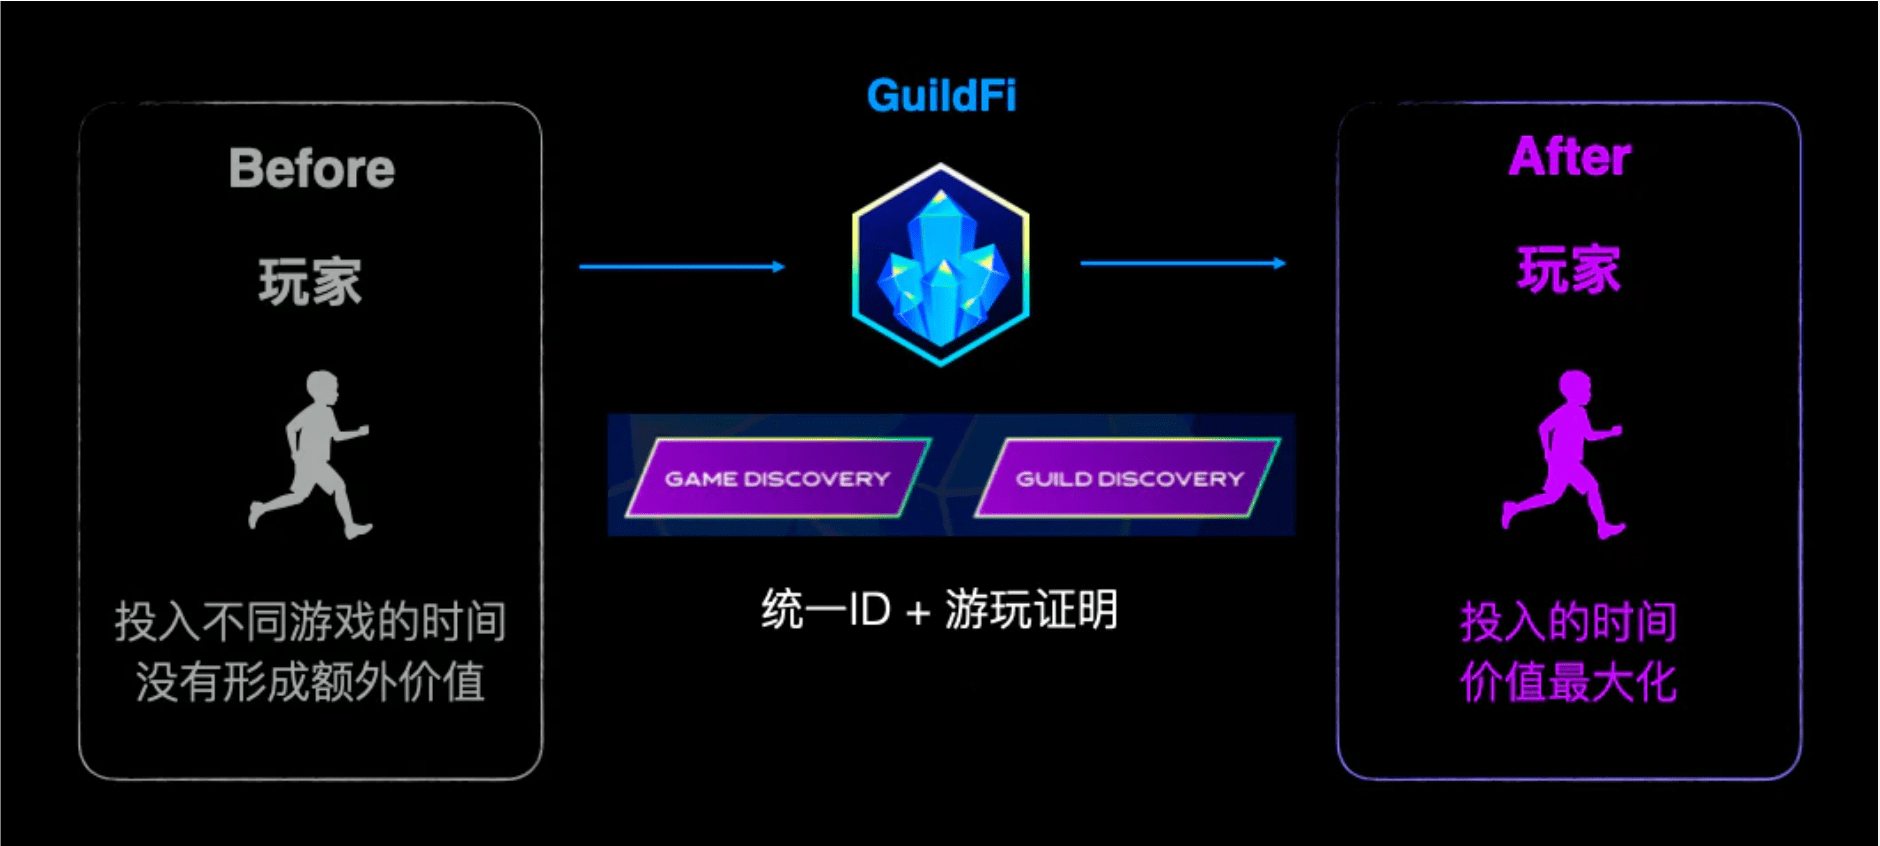 GuildFi
Before
玩家
投入不同游戏的时间
没有形成额外价值
GAME DISCOVERY
GUILD DISCOVERY
统一ID + 游玩证明
After
玩家
投入的时间
价值最大化